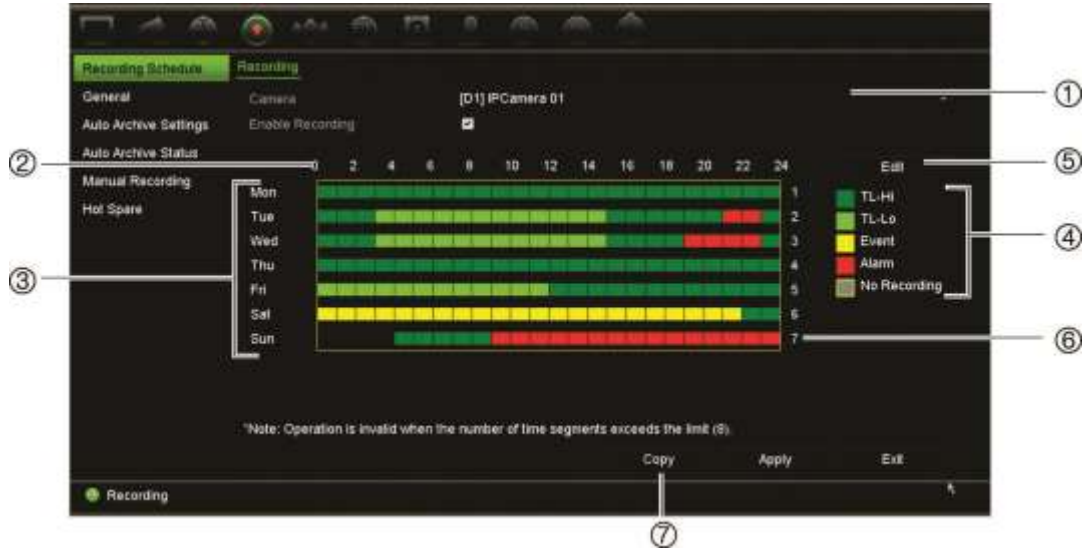 Recording Schedule Recording
General Camera [D1] IPCamera 01 ①
Auto Archive Settings Enable Recording
Auto Archive Status
② 0 2 4 6 8 10 12 14 16 18 20 22 24 Edit ⑤
Manual Recording
Mon 1 TL-Hi
Hot Spare
Tue 2 TL-Lo
Wed 3 Event ④
Thu 4 Alarm
③ Fri 5 No Recording
Sat 6
Sun 7 ⑥
*Note: Operation is invalid when the number of time segments exceeds the limit (8).
Copy Apply Exit
Recording
⑦